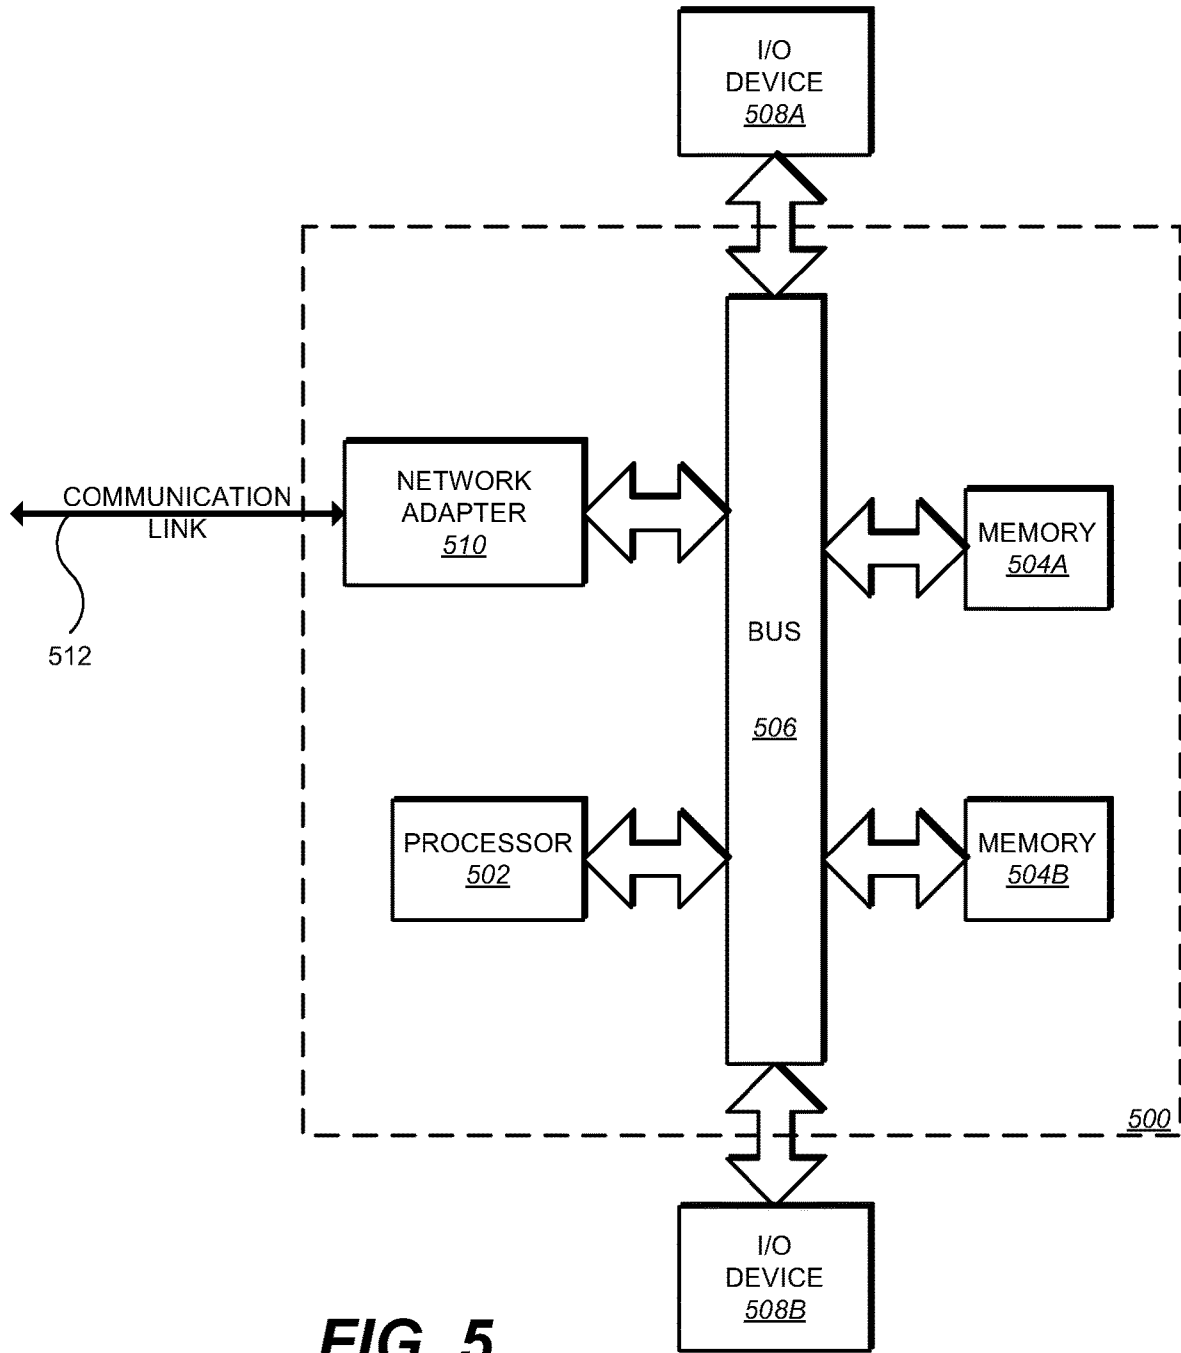 I/O
DEVICE
508A
COMMUNICATION
LINK
512
NETWORK
ADAPTER
510
MEMORY
504A
BUS
506
PROCESSOR
502
MEMORY
504B
500
I/O
DEVICE
508B
FIG. 5